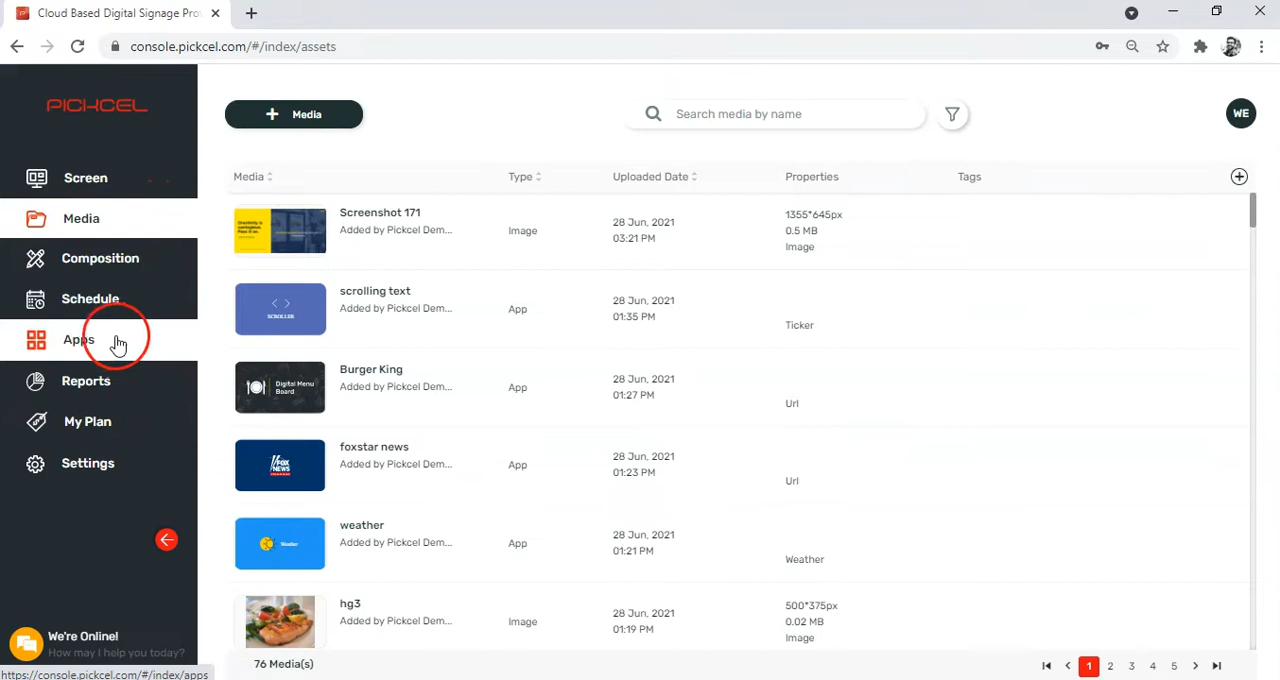 Cloud Based Digital Signage Pro
console.pickcel.com/#/index/assets
PICKCEL
Screen
Media
Composition
Schedule
Apps
Reports
My Plan
Settings
We're Online!
How may I help you today?
https://console.pickcel.com/#/index/apps
+ Media
Search media by name
WE
Media Type Uploaded Date Properties Tags
Screenshot 171
Added by Pickcel Dem...
Image
28 Jun, 2021
03:21 PM
1355*645px
0.5 MB
Image
SCROLLER
scrolling text
Added by Pickcel Dem...
App
28 Jun, 2021
01:35 PM
Ticker
Digital Menu
Board
Burger King
Added by Pickcel Dem...
App
28 Jun, 2021
01:27 PM
Url
FOX
NEWS
foxstar news
Added by Pickcel Dem...
App
28 Jun, 2021
01:23 PM
Url
Weather
weather
Added by Pickcel Dem...
App
28 Jun, 2021
01:21 PM
Weather
hg3
Added by Pickcel Dem...
Image
28 Jun, 2021
01:19 PM
500*375px
0.02 MB
Image
76 Media(s)
1 2 3 4 5